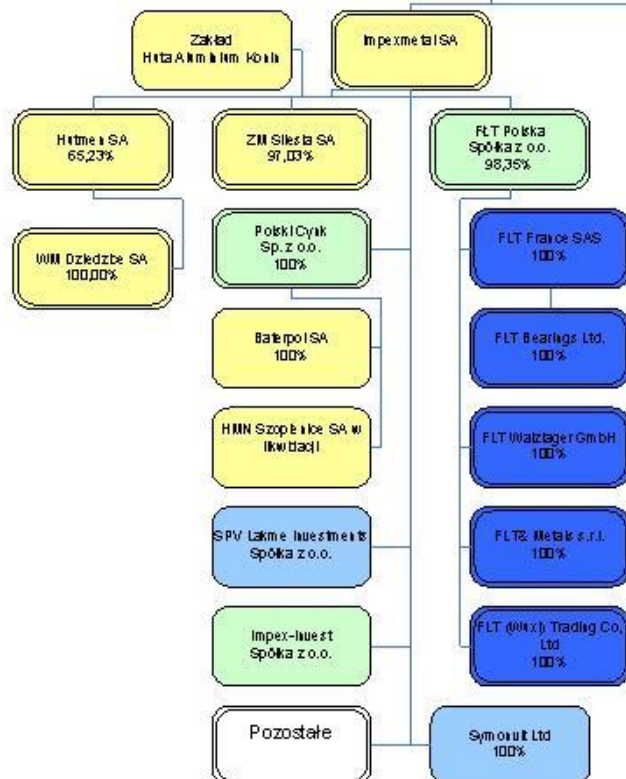 Zakład
Huta Aluminium Konin
Impexmetal SA
Hutmen SA
65,23%
ZM Silesia SA
97,03%
FŁT Polska
Spółka z o.o.
98,35%
WM Dziedzice SA
100,00%
Polski Cynk
Sp. z o.o.
100%
FLT France SAS
100%
Baterpol SA
100%
FLT Bearings Ltd.
100%
HMN Szopienice SA w
likwidacji
FLT Walzlager GmbH
100%
SPV Lakme Investments
Spółka z o.o.
FLT& Metals s.r.l.
100%
Impex-Invest
Spółka z o.o.
FLT (Wuxi) Trading Co,
Ltd
100%
Pozostałe
Symonvit Ltd
100%